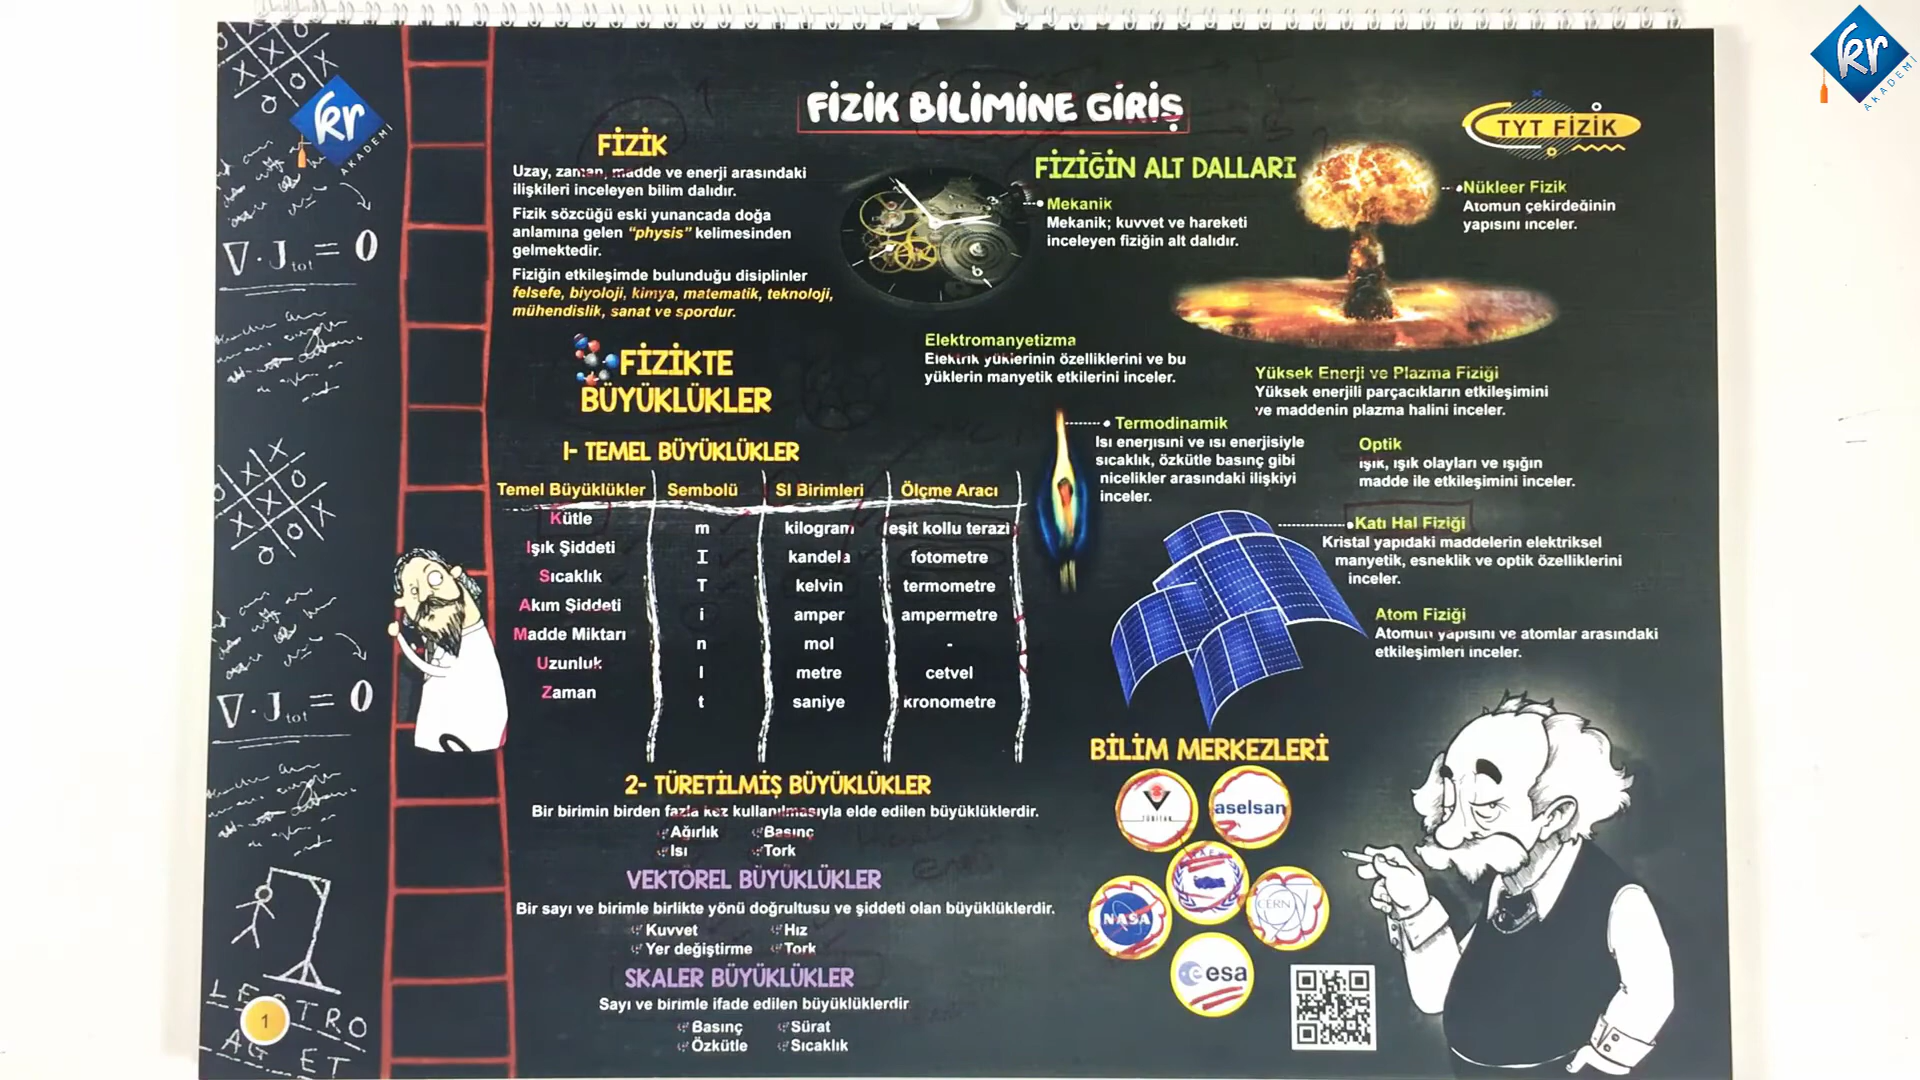 kr
AKADEMİ
FİZİK BİLİMİNE GİRİŞ
TYT FİZİK
kr
AKADEMİ
FİZİK
Uzay, zaman, madde ve enerji arasındaki
ilişkileri inceleyen bilim dalıdır.
Fizik sözcüğü eski yunancada doğa
anlamına gelen "physis" kelimesinden
gelmektedir.
Fiziğin etkileşimde bulunduğu disiplinler
felsefe, biyoloji, kimya, matematik, teknoloji,
mühendislik, sanat ve spordur.
FİZİĞİN ALT DALLARI
Mekanik
Mekanik; kuvvet ve hareketi
inceleyen fiziğin alt dalıdır.
Nükleer Fizik
Atomun çekirdeğinin
yapısını inceler.
Elektromanyetizma
Elektrik yüklerinin özelliklerini ve bu
yüklerin manyetik etkilerini inceler.
Yüksek Enerji ve Plazma Fiziği
Yüksek enerjili parçacıkların etkileşimini
ve maddenin plazma halini inceler.
Termodinamik
Isı enerjisini ve ısı enerjisiyle
sıcaklık, özkütle basınç gibi
nicelikler arasındaki ilişkiyi
inceler.
Optik
Işık, ışık olayları ve ışığın
madde ile etkileşimini inceler.
Katı Hal Fiziği
Kristal yapıdaki maddelerin elektriksel
manyetik, esneklik ve optik özelliklerini
inceler.
Atom Fiziği
Atomun yapısını ve atomlar arasındaki
etkileşimleri inceler.
FİZİKTE
BÜYÜKLÜKLER
1- TEMEL BÜYÜKLÜKLER
Temel Büyüklükler Sembolü SI Birimleri Ölçme Aracı
Kütle m kilogram eşit kollu terazi
Işık Şiddeti I kandela fotometre
Sıcaklık T kelvin termometre
Akım Şiddeti i amper ampermetre
Madde Miktarı n mol -
Uzunluk l metre cetvel
Zaman t saniye kronometre
2- TÜRETİLMİŞ BÜYÜKLÜKLER
Bir birimin birden fazla kez kullanılmasıyla elde edilen büyüklüklerdir.
Ağırlık Basınç
Isı Tork
VEKTÖREL BÜYÜKLÜKLER
Bir sayı ve birimle birlikte yönü doğrultusu ve şiddeti olan büyüklüklerdir.
Kuvvet Hız
Yer değiştirme Tork
SKALER BÜYÜKLÜKLER
Sayı ve birimle ifade edilen büyüklüklerdir
Basınç Sürat
Özkütle Sıcaklık
BİLİM MERKEZLERİ
TÜBİTAK
aselsan
NASA
CERN
esa
∇·J tot = 0
∇·J tot = 0
1